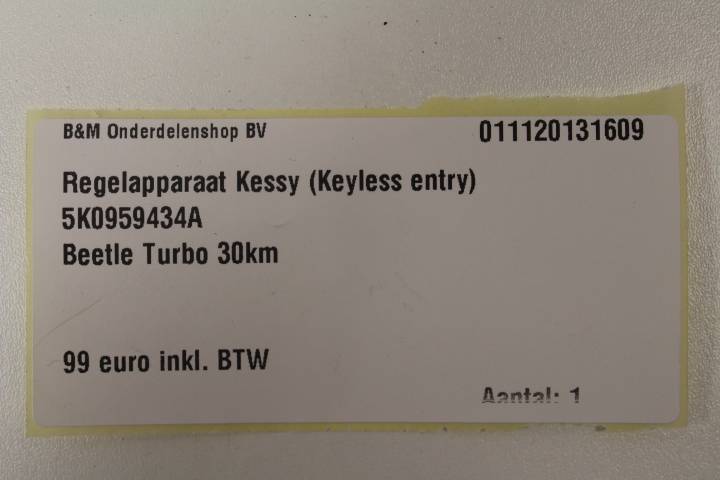 B&M Onderdelenshop BV 011120131609
Regelapparaat Kessy (Keyless entry)
5K0959434A
Beetle Turbo 30km
99 euro inkl. BTW
Aantal: 1